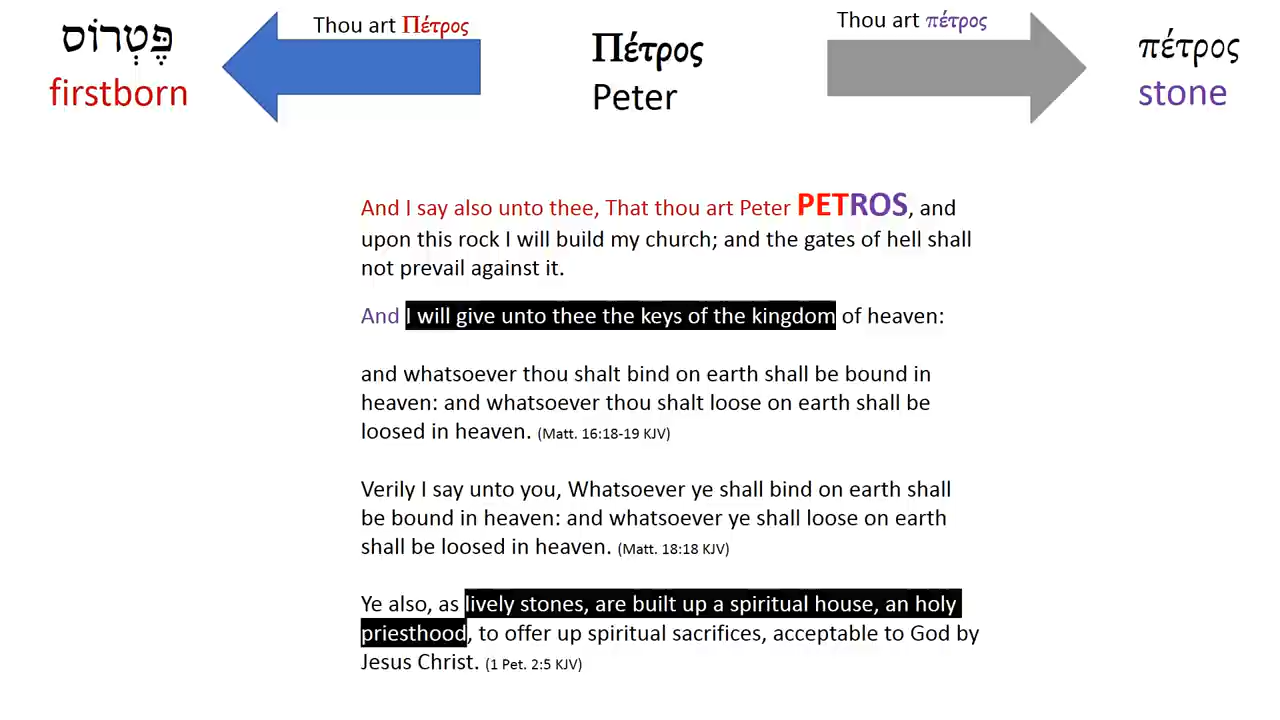 פֶּטְרוֹס
firstborn
Thou art Πέτρος
Πέτρος
Peter
Thou art πέτρος
πέτρος
stone
And I say also unto thee, That thou art Peter PETROS, and
upon this rock I will build my church; and the gates of hell shall
not prevail against it.
And I will give unto thee the keys of the kingdom of heaven:
and whatsoever thou shalt bind on earth shall be bound in
heaven: and whatsoever thou shalt loose on earth shall be
loosed in heaven. (Matt. 16:18-19 KJV)
Verily I say unto you, Whatsoever ye shall bind on earth shall
be bound in heaven: and whatsoever ye shall loose on earth
shall be loosed in heaven. (Matt. 18:18 KJV)
Ye also, as lively stones, are built up a spiritual house, an holy
priesthood, to offer up spiritual sacrifices, acceptable to God by
Jesus Christ. (1 Pet. 2:5 KJV)